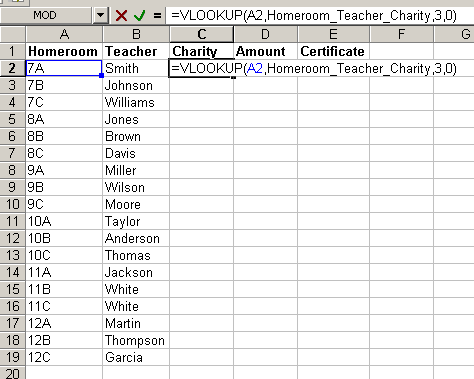 MOD =VLOOKUP(A2,Homeroom_Teacher_Charity,3,0)
A B C D E F G
1 Homeroom Teacher Charity Amount Certificate
2 7A Smith =VLOOKUP(A2,Homeroom_Teacher_Charity,3,0)
3 7B Johnson
4 7C Williams
5 8A Jones
6 8B Brown
7 8C Davis
8 9A Miller
9 9B Wilson
10 9C Moore
11 10A Taylor
12 10B Anderson
13 10C Thomas
14 11A Jackson
15 11B White
16 11C White
17 12A Martin
18 12B Thompson
19 12C Garcia
20